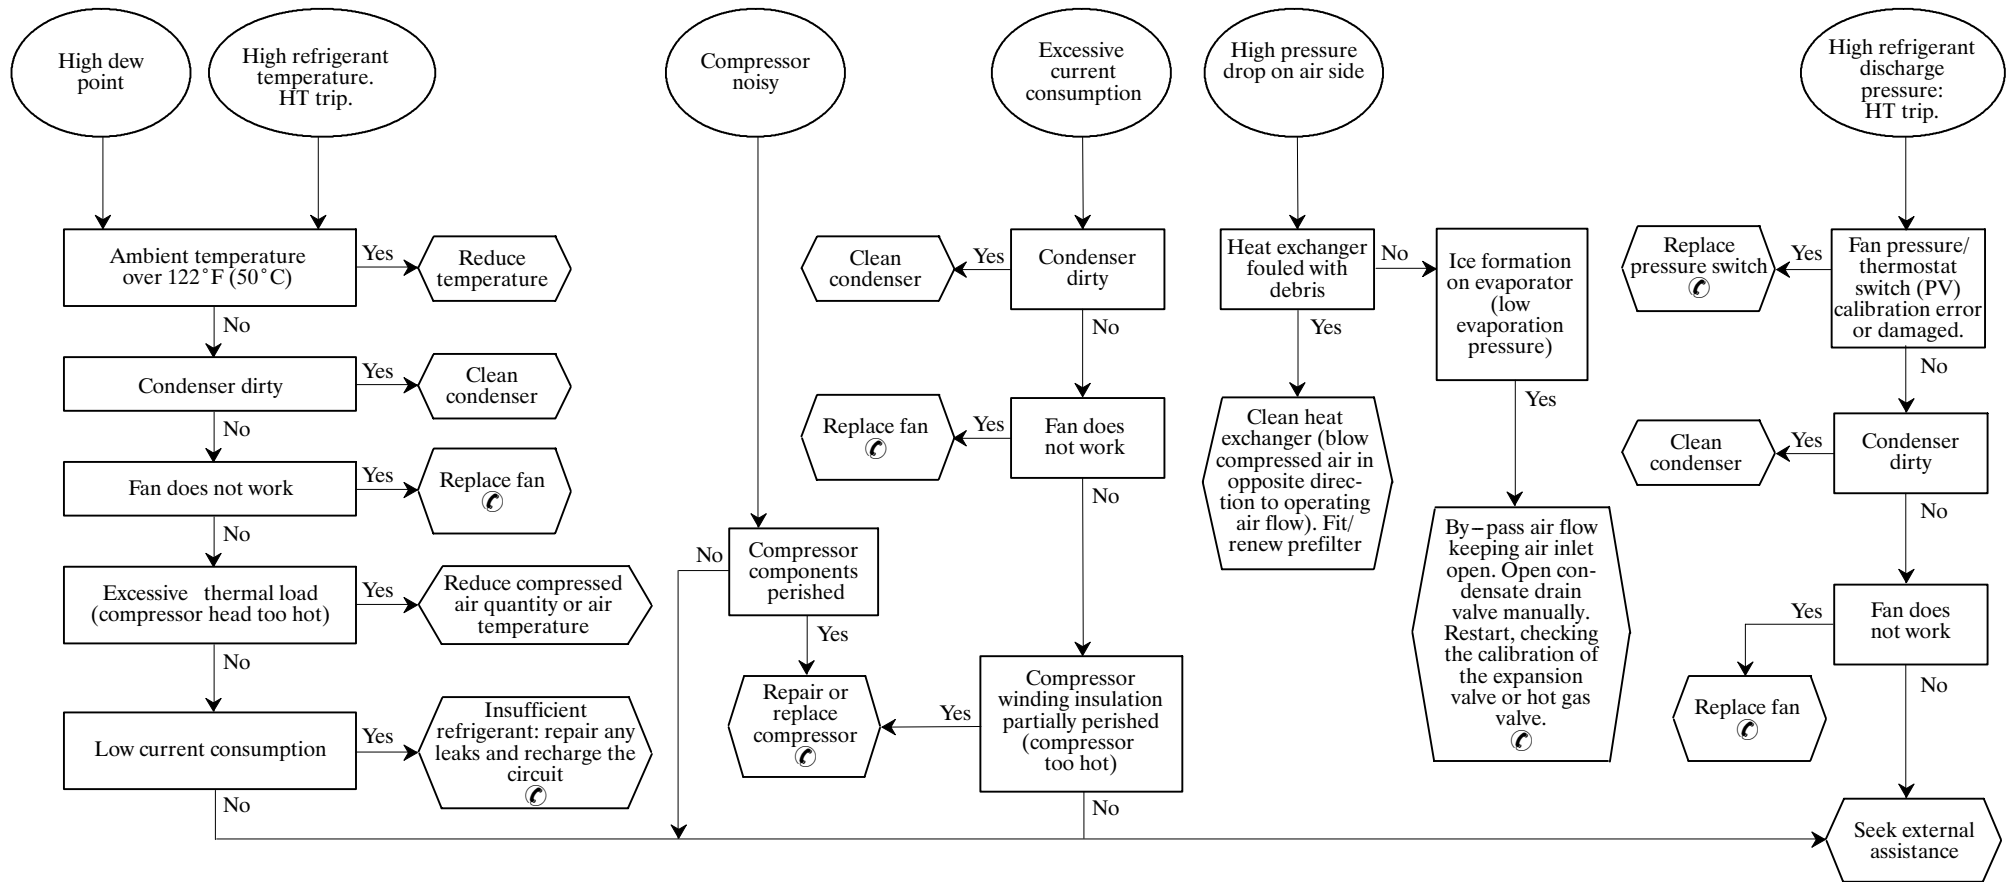 High dew
point
High refrigerant
temperature.
HT trip.
Compressor
noisy
Excessive
current
consumption
High pressure
drop on air side
High refrigerant
discharge
pressure:
HT trip.
Ambient temperature
over 122°F (50°C)
Yes
Reduce
temperature
No
Condenser dirty
Yes
Clean
condenser
No
Fan does not work
Yes
Replace fan
No
Excessive thermal load
(compressor head too hot)
Yes
Reduce compressed
air quantity or air
temperature
No
Low current consumption
Yes
Insufficient
refrigerant: repair any
leaks and recharge the
circuit
No
No
Compressor
components
perished
Yes
Repair or
replace
compressor
Clean
condenser
Yes
Condenser
dirty
No
Replace fan
Yes
Fan does
not work
No
Yes
Compressor
winding insulation
partially perished
(compressor
too hot)
No
Heat exchanger
fouled with
debris
No
Yes
Clean heat
exchanger (blow
compressed air in
opposite direc-
tion to operating
air flow). Fit/
renew prefilter
Ice formation
on evaporator
(low
evaporation
pressure)
Yes
By-pass air flow
keeping air inlet
open. Open con-
densate drain
valve manually.
Restart, checking
the calibration of
the expansion
valve or hot gas
valve.
Replace
pressure switch
Yes
Fan pressure/
thermostat
switch (PV)
calibration error
or damaged.
No
Clean
condenser
Yes
Condenser
dirty
No
Yes
Fan does
not work
Replace fan
No
Seek external
assistance